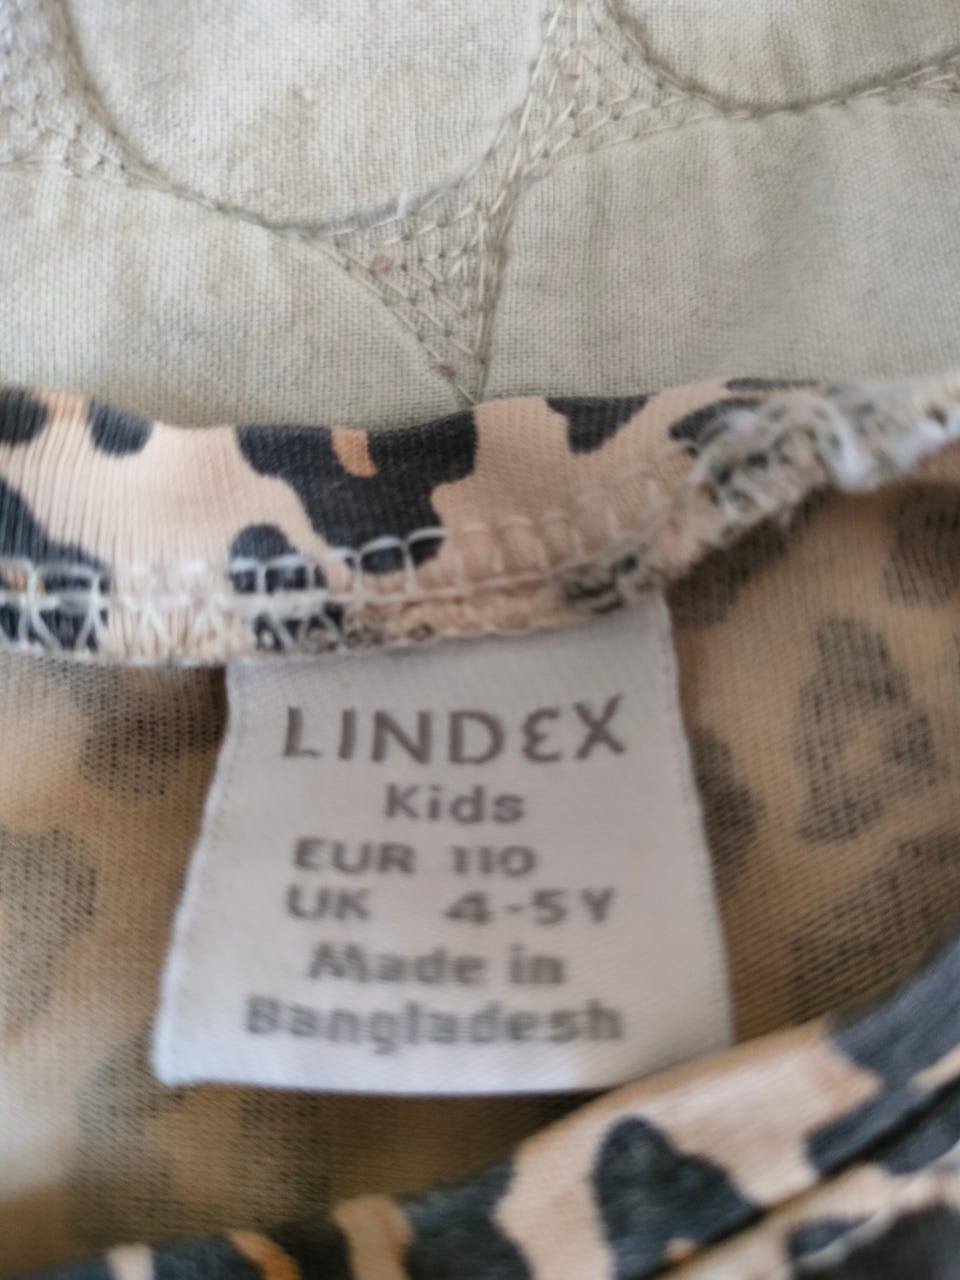 LINDEX
Kids
EUR 110
UK 4-5Y
Made in
Bangladesh